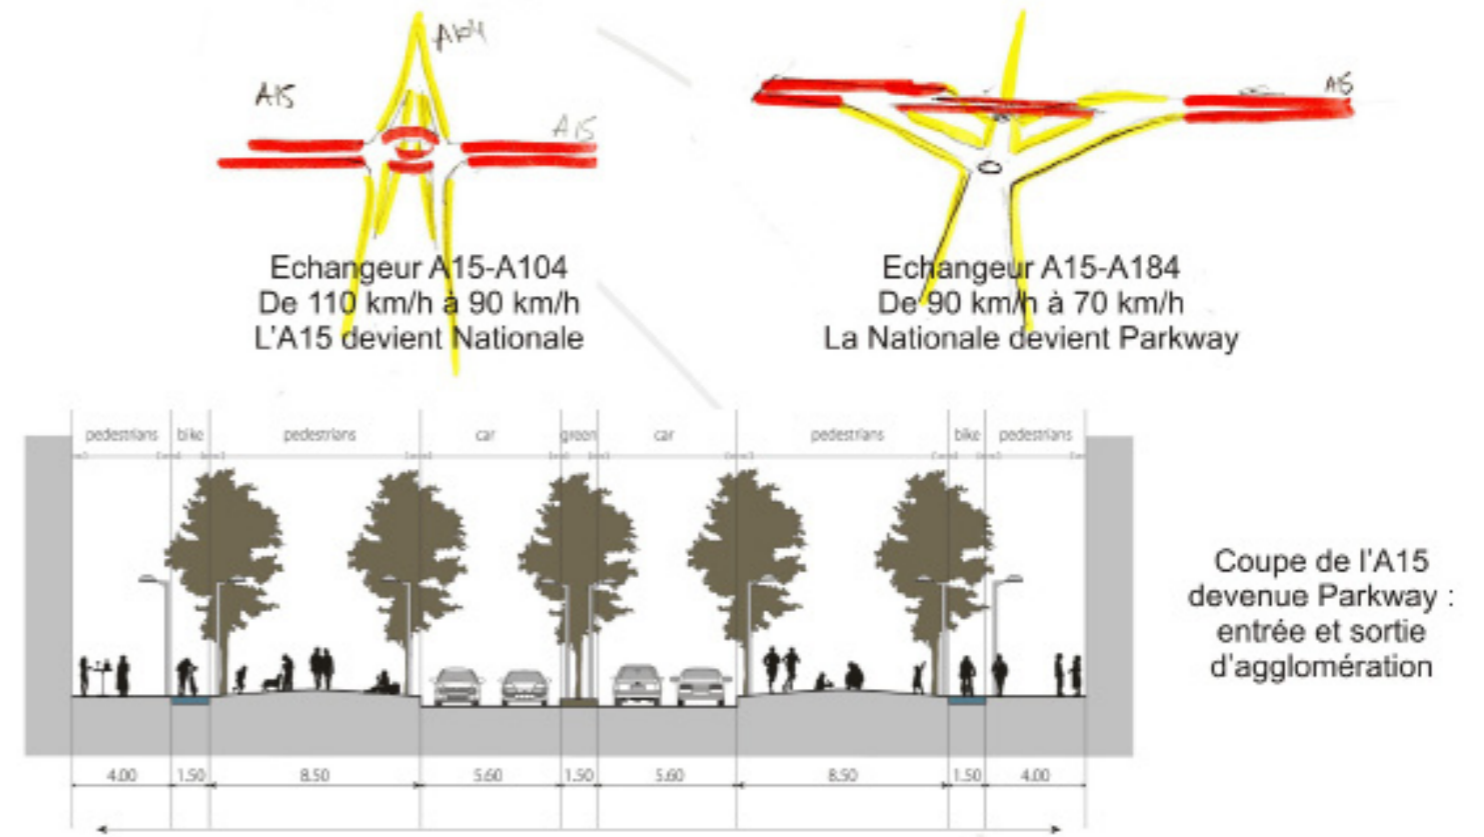 A104
A15
A15
A15
Echangeur A15-A104
De 110 km/h à 90 km/h
L'A15 devient Nationale
Echangeur A15-A184
De 90 km/h à 70 km/h
La Nationale devient Parkway
pedestrians bike pedestrians car green car pedestrians bike pedestrians
Coupe de l'A15
devenue Parkway :
entrée et sortie
d'agglomération
4.00 1.50 8.50 5.60 1.50 5.60 8.50 1.50 4.00